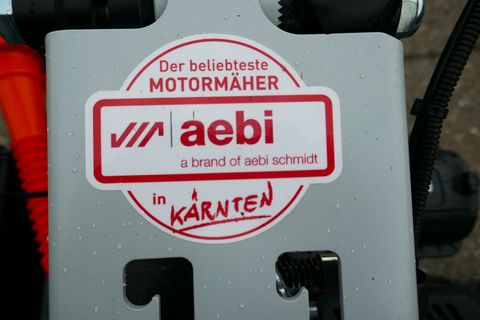 Der beliebteste
MOTORMÄHER
aebi
a brand of aebi schmidt
in KÄRNTEN